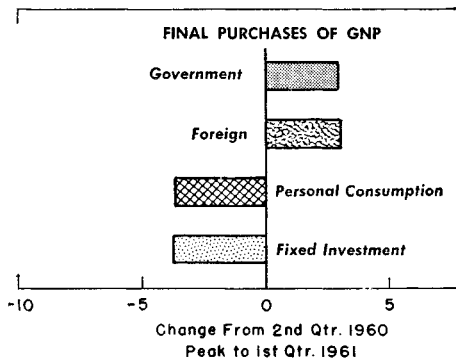 FINAL PURCHASES OF GNP
Government
Foreign
Personal Consumption
Fixed Investment
-10 -5 0 5
Change From 2nd Qtr. 1960
Peak to 1st Qtr. 1961